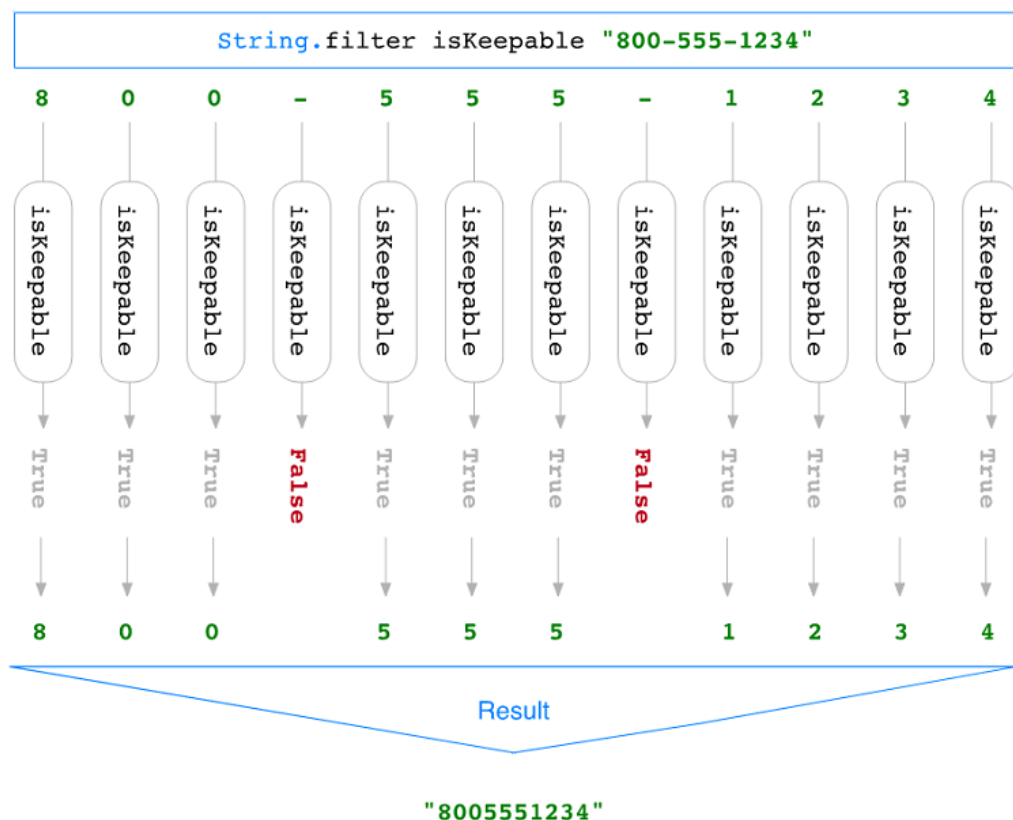 String.filter isKeepable "800-555-1234"
8 0 0 - 5 5 5 - 1 2 3 4
isKeepable isKeepable isKeepable isKeepable isKeepable isKeepable isKeepable isKeepable isKeepable isKeepable isKeepable isKeepable
True True True False True True True False True True True True
8 0 0 5 5 5 1 2 3 4
Result
"8005551234"